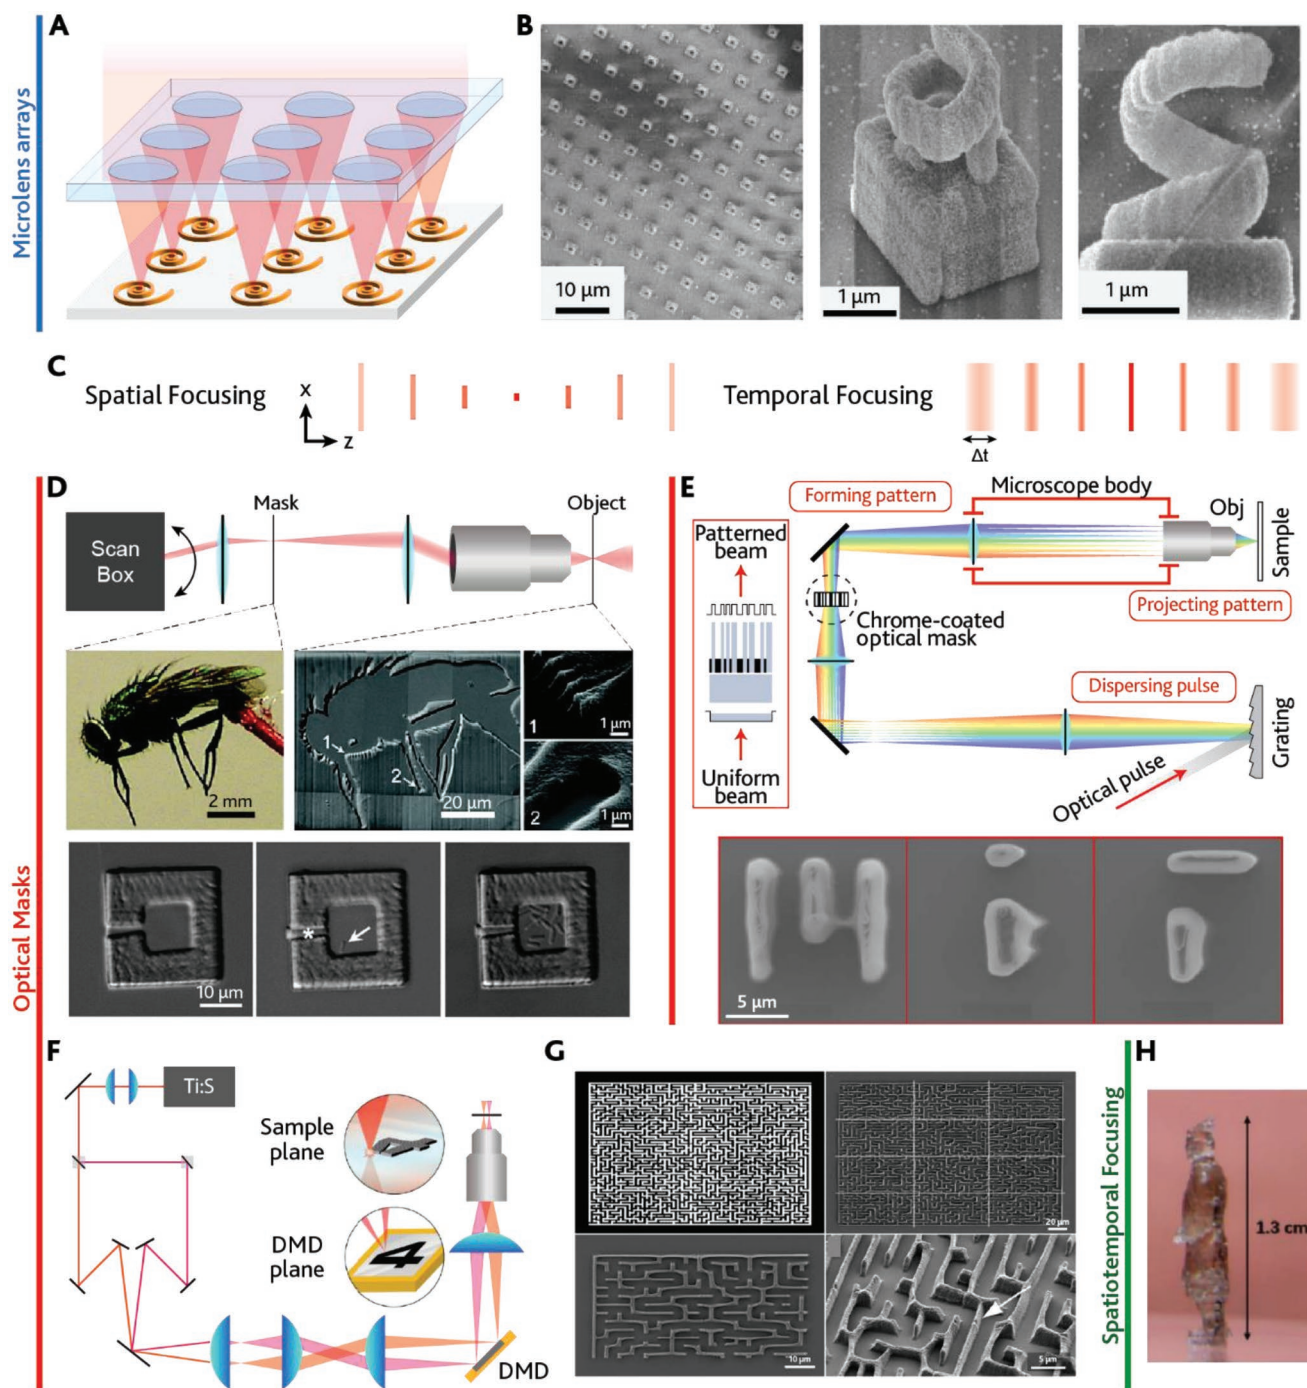 A
Microlens arrays
B
10 µm
1 µm
1 µm
C
Spatial Focusing
x
z
Temporal Focusing
Δt
Optical Masks
D
Mask
Object
Scan
Box
2 mm
1
2
20 µm
1
1 µm
2
1 µm
*
10 µm
E
Forming pattern
Microscope body
Obj
Sample
Patterned
beam
Projecting pattern
Chrome-coated
optical mask
Dispersing pulse
Grating
Uniform
beam
Optical pulse
5 µm
F
Ti:S
Sample
plane
DMD
plane
4
DMD
G
20 µm
10 µm
5 µm
Spatiotemporal Focusing
H
1.3 cm